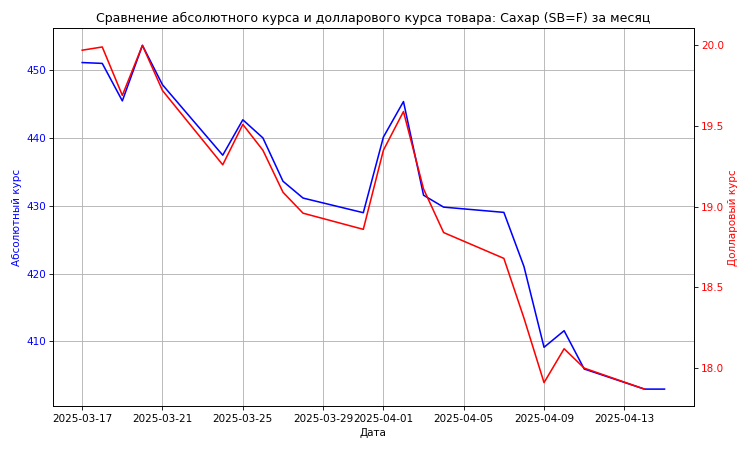 Сравнение абсолютного курса и долларового курса товара: Сахар (SB=F) за месяц
450
440
430
420
410
Абсолютный курс
20.0
19.5
19.0
18.5
18.0
Долларовый курс
2025-03-17 2025-03-21 2025-03-25 2025-03-29 2025-04-01 2025-04-05 2025-04-09 2025-04-13
Дата